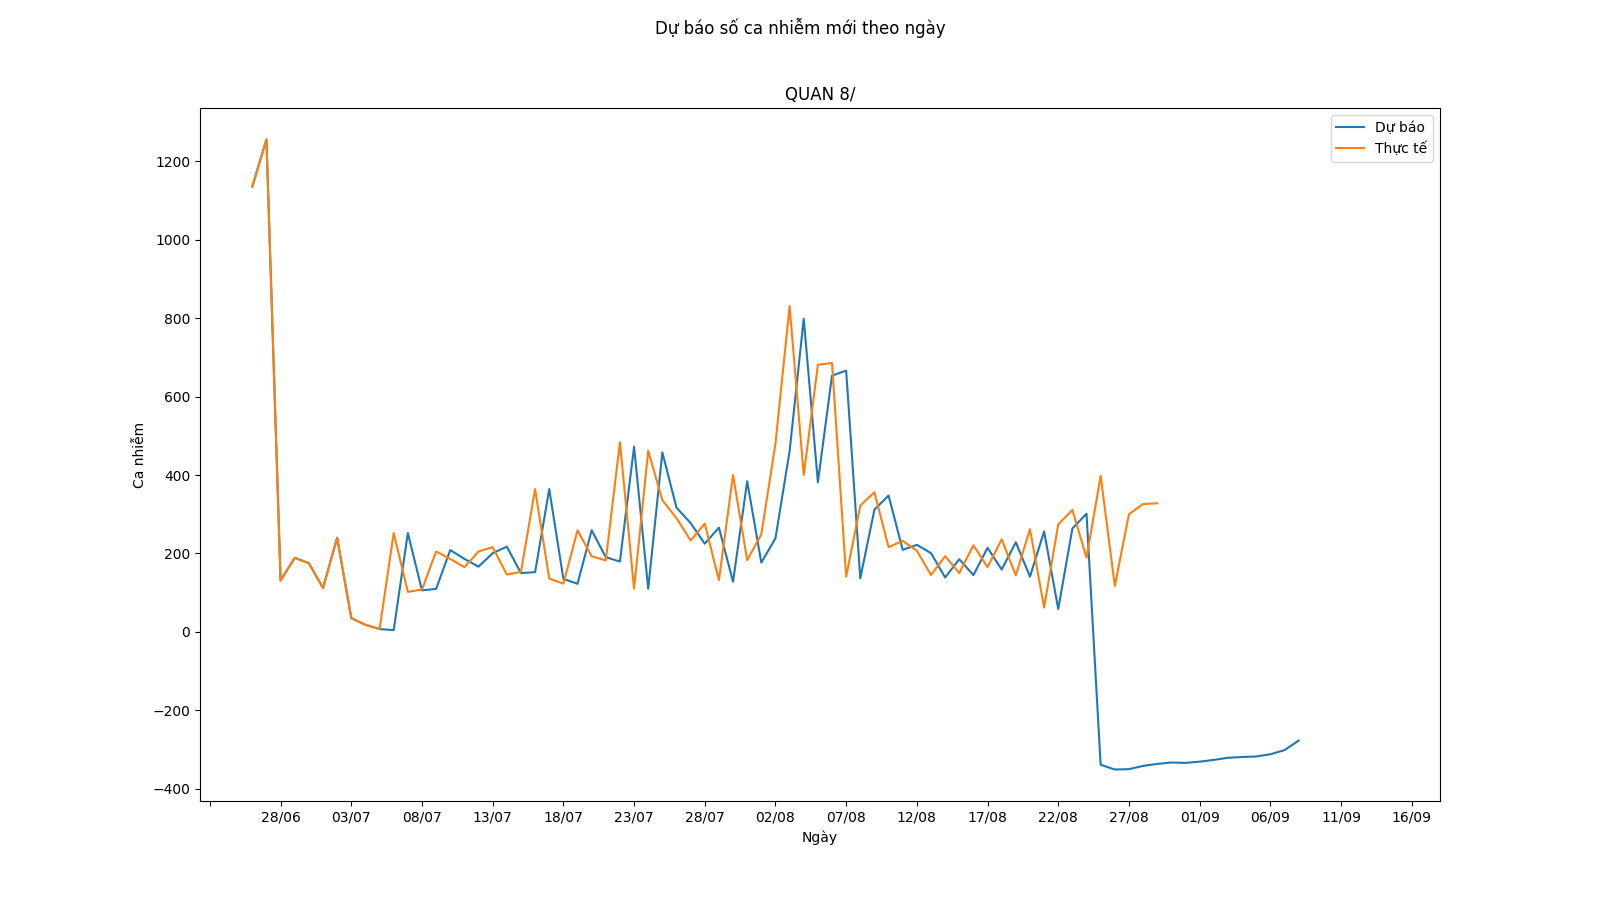 Dự báo số ca nhiễm mới theo ngày
QUAN 8/
Dự báo
Thực tế
1200
1000
800
600
400
200
0
−200
−400
Ca nhiễm
28/06 03/07 08/07 13/07 18/07 23/07 28/07 02/08 07/08 12/08 17/08 22/08 27/08 01/09 06/09 11/09 16/09
Ngày